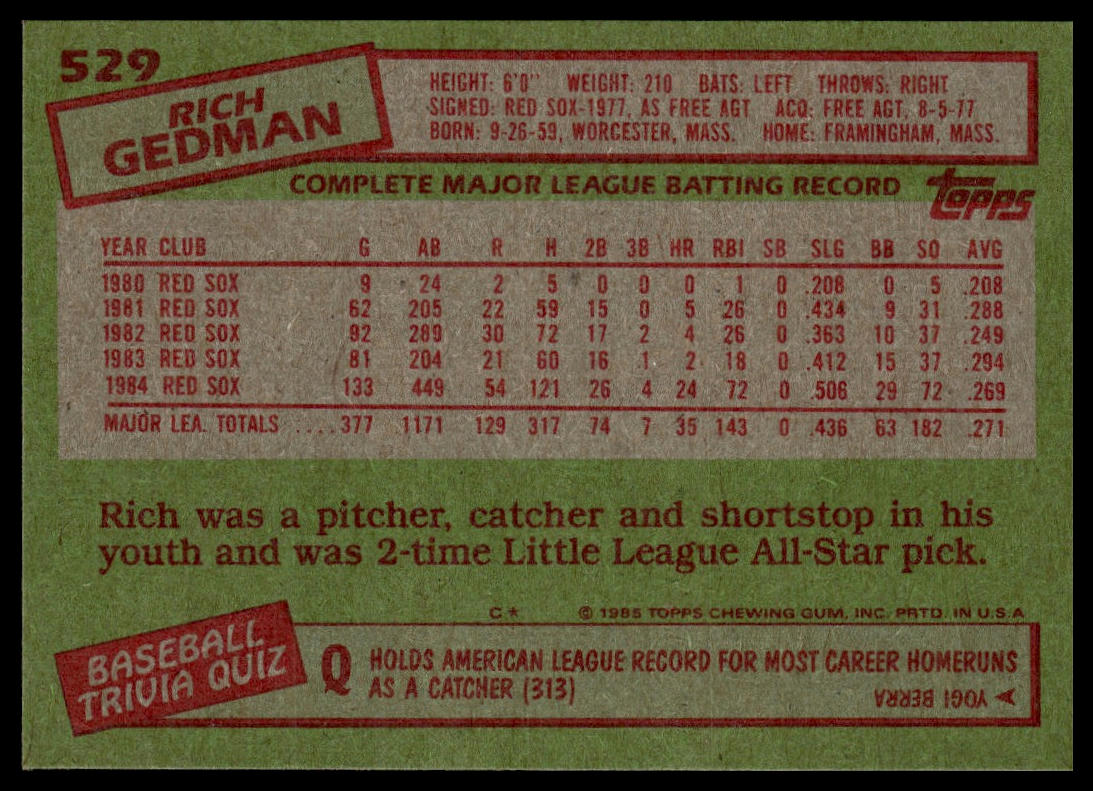 529
RICH
GEDMAN
HEIGHT: 6'0" WEIGHT: 210 BATS: LEFT THROWS: RIGHT
SIGNED: RED SOX-1977, AS FREE AGT ACQ: FREE AGT, 8-5-77
BORN: 9-26-59, WORCESTER, MASS. HOME: FRAMINGHAM, MASS.
COMPLETE MAJOR LEAGUE BATTING RECORD
topps
YEAR CLUB G AB R H 2B 3B HR RBI SB SLG BB SO AVG
1980 RED SOX 9 24 2 5 0 0 0 1 0 .208 0 5 .208
1981 RED SOX 62 205 22 59 15 0 5 26 0 .434 9 31 .288
1982 RED SOX 92 289 30 72 17 2 4 26 0 .363 10 37 .249
1983 RED SOX 81 204 21 60 16 1 2 18 0 .412 15 37 .294
1984 RED SOX 133 449 54 121 26 4 24 72 0 .506 29 72 .269
MAJOR LEA. TOTALS ....377 1171 129 317 74 7 35 143 0 .436 63 182 .271
Rich was a pitcher, catcher and shortstop in his
youth and was 2-time Little League All-Star pick.
C* © 1985 TOPPS CHEWING GUM, INC. PRTD. IN U.S.A
BASEBALL
TRIVIA QUIZ
Q HOLDS AMERICAN LEAGUE RECORD FOR MOST CAREER HOMERUNS
AS A CATCHER (313)
YOGI BERRA